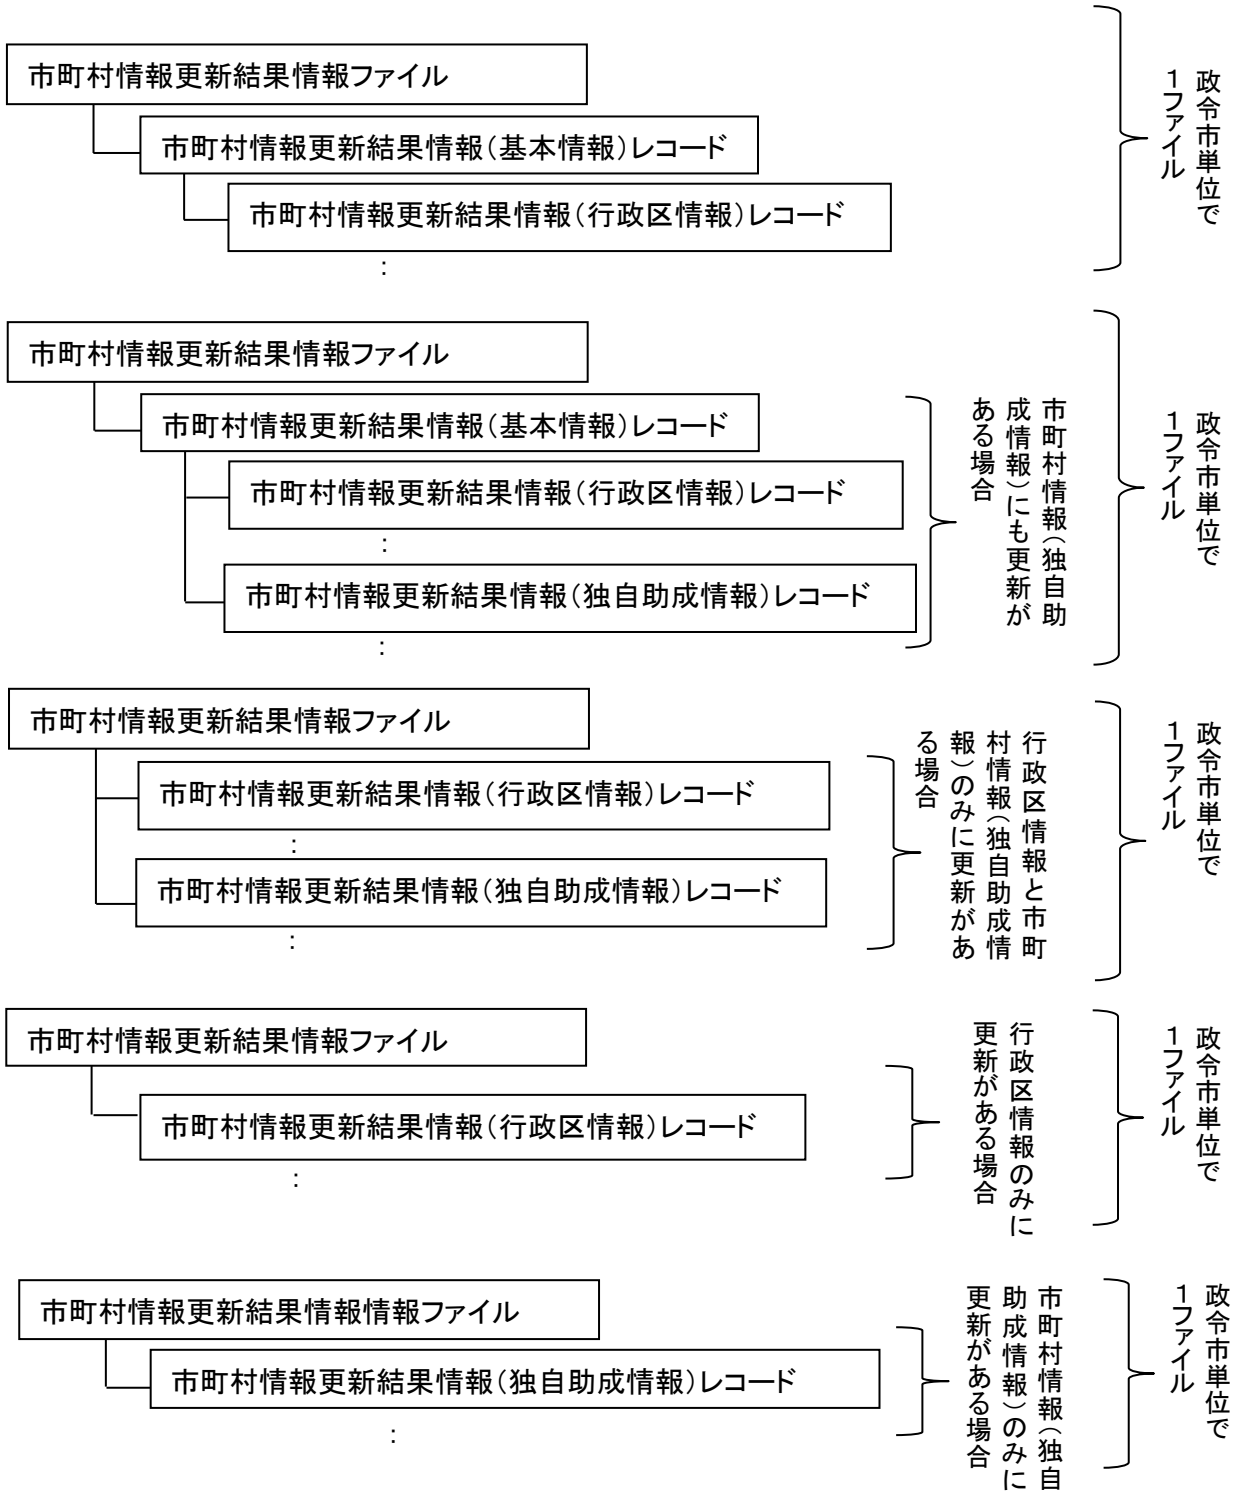 市町村情報更新結果情報ファイル
市町村情報更新結果情報（基本情報）レコード
市町村情報更新結果情報（行政区情報）レコード
：
政令市単位で
１ファイル
市町村情報更新結果情報ファイル
市町村情報更新結果情報（基本情報）レコード
市町村情報更新結果情報（行政区情報）レコード
：
市町村情報更新結果情報（独自助成情報）レコード
：
市町村情報（独自助
成情報）にも更新が
ある場合
政令市単位で
１ファイル
市町村情報更新結果情報ファイル
市町村情報更新結果情報（行政区情報）レコード
：
市町村情報更新結果情報（独自助成情報）レコード
：
行政区情報と市町
村情報（独自助成情
報）のみに更新があ
る場合
政令市単位で
１ファイル
市町村情報更新結果情報ファイル
市町村情報更新結果情報（行政区情報）レコード
：
行政区情報のみに
更新がある場合
政令市単位で
１ファイル
市町村情報更新結果情報情報ファイル
市町村情報更新結果情報（独自助成情報）レコード
：
市町村情報（独自
助成情報）のみに
更新がある場合
政令市単位で
１ファイル